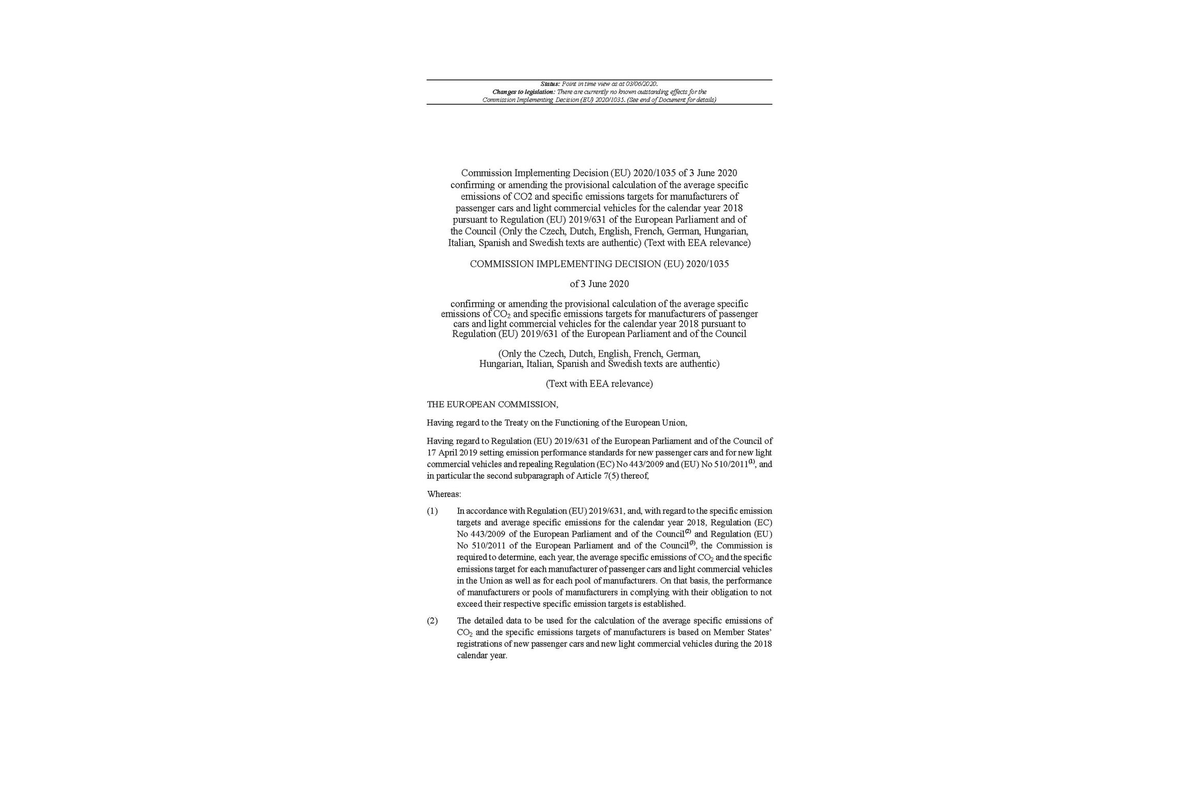 Status: Point in time view as at 03/06/2020.
Changes to legislation: There are currently no known outstanding effects for the
Commission Implementing Decision (EU) 2020/1035. (See end of Document for details)
Commission Implementing Decision (EU) 2020/1035 of 3 June 2020
confirming or amending the provisional calculation of the average specific
emissions of CO2 and specific emissions targets for manufacturers of
passenger cars and light commercial vehicles for the calendar year 2018
pursuant to Regulation (EU) 2019/631 of the European Parliament and of
the Council (Only the Czech, Dutch, English, French, German, Hungarian,
Italian, Spanish and Swedish texts are authentic) (Text with EEA relevance)
COMMISSION IMPLEMENTING DECISION (EU) 2020/1035
of 3 June 2020
confirming or amending the provisional calculation of the average specific
emissions of CO₂ and specific emissions targets for manufacturers of passenger
cars and light commercial vehicles for the calendar year 2018 pursuant to
Regulation (EU) 2019/631 of the European Parliament and of the Council
(Only the Czech, Dutch, English, French, German,
Hungarian, Italian, Spanish and Swedish texts are authentic)
(Text with EEA relevance)
THE EUROPEAN COMMISSION,
Having regard to the Treaty on the Functioning of the European Union,
Having regard to Regulation (EU) 2019/631 of the European Parliament and of the Council of
17 April 2019 setting emission performance standards for new passenger cars and for new light
commercial vehicles and repealing Regulation (EC) No 443/2009 and (EU) No 510/2011(1), and
in particular the second subparagraph of Article 7(5) thereof,
Whereas:
(1) In accordance with Regulation (EU) 2019/631, and, with regard to the specific emission
targets and average specific emissions for the calendar year 2018, Regulation (EC)
No 443/2009 of the European Parliament and of the Council(2) and Regulation (EU)
No 510/2011 of the European Parliament and of the Council(3), the Commission is
required to determine, each year, the average specific emissions of CO₂ and the specific
emissions target for each manufacturer of passenger cars and light commercial vehicles
in the Union as well as for each pool of manufacturers. On that basis, the performance
of manufacturers or pools of manufacturers in complying with their obligation to not
exceed their respective specific emission targets is established.
(2) The detailed data to be used for the calculation of the average specific emissions of
CO₂ and the specific emissions targets of manufacturers is based on Member States'
registrations of new passenger cars and new light commercial vehicles during the 2018
calendar year.